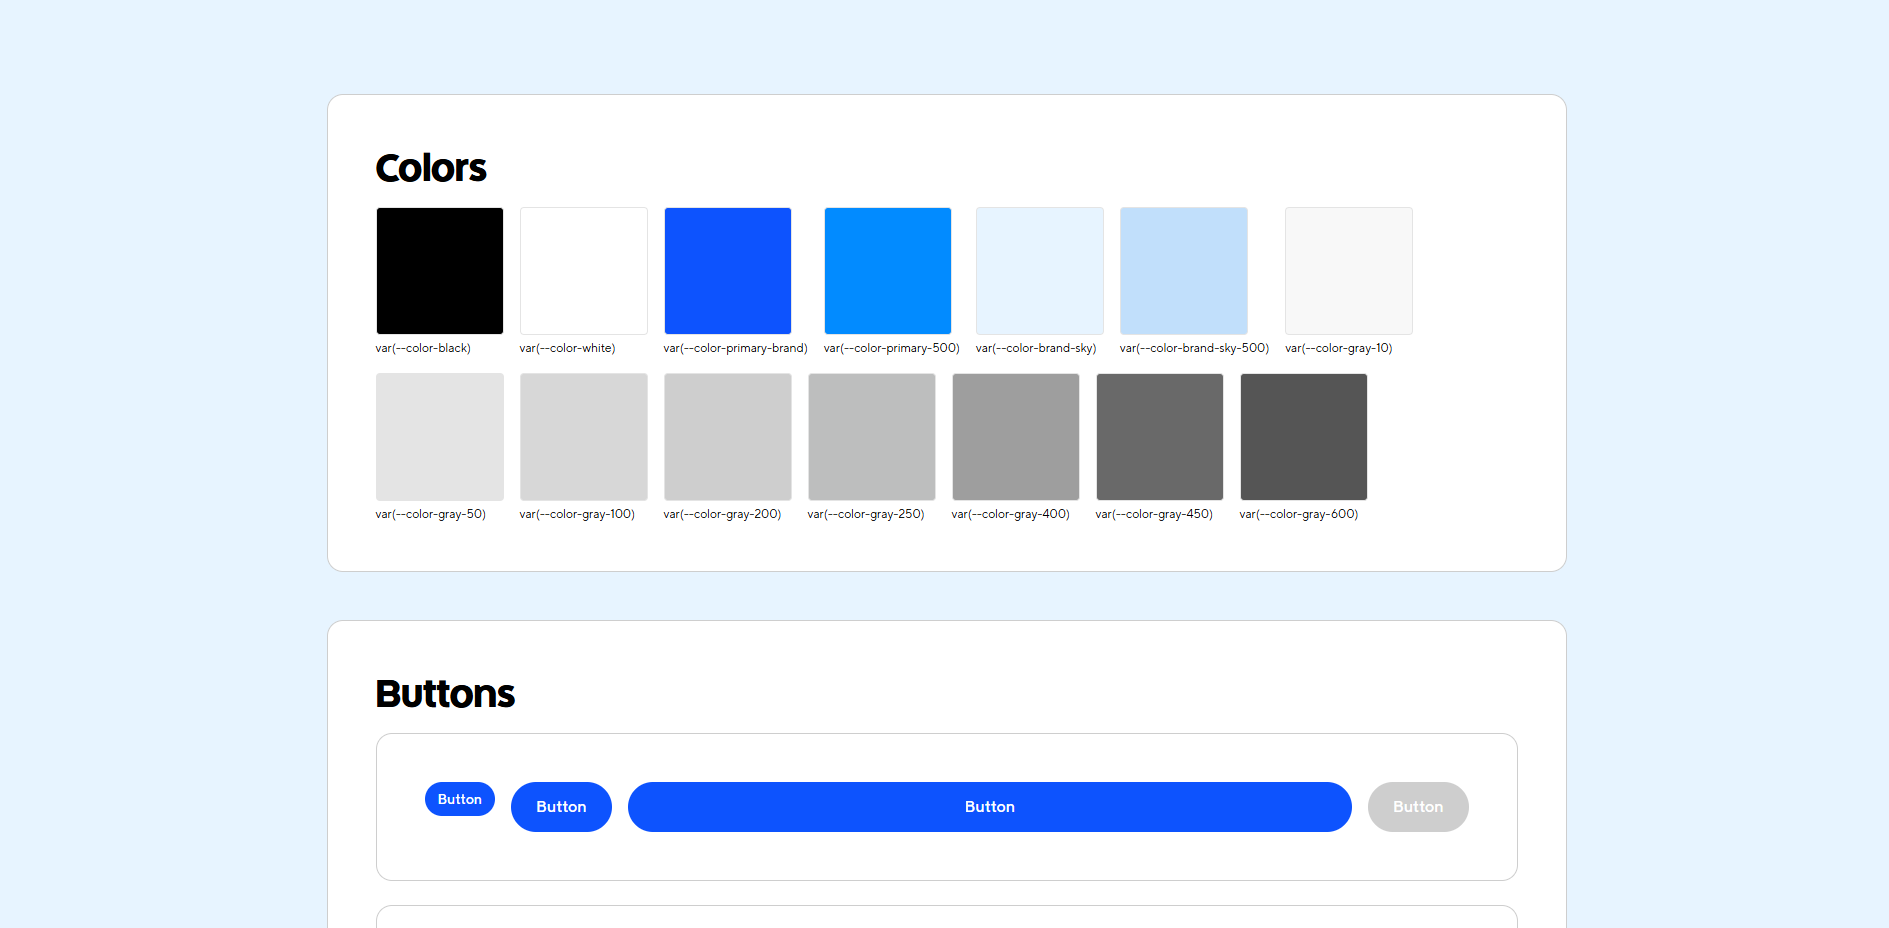 Colors
var(--color-black) var(--color-white) var(--color-primary-brand) var(--color-primary-500) var(--color-brand-sky) var(--color-brand-sky-500) var(--color-gray-10)
var(--color-gray-50) var(--color-gray-100) var(--color-gray-200) var(--color-gray-250) var(--color-gray-400) var(--color-gray-450) var(--color-gray-600)
Buttons
Button Button Button Button